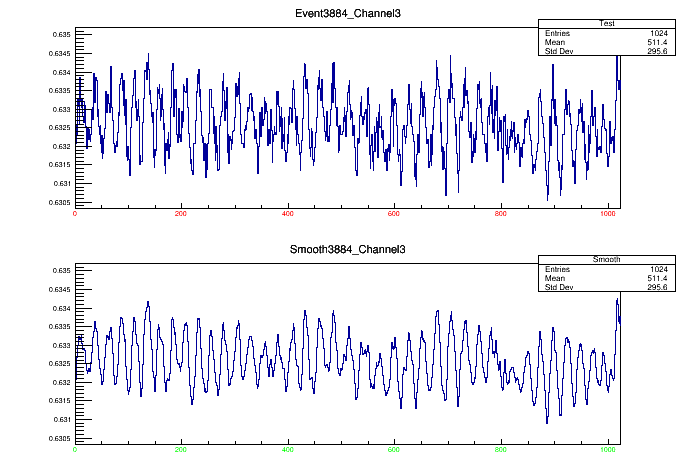 Event3884_Channel3
Test
Entries 1024
Mean 511.4
Std Dev 295.6
0.635
0.6345
0.634
0.6335
0.633
0.6325
0.632
0.6315
0.631
0.6305
0 200 400 600 800 1000
Smooth3884_Channel3
Smooth
Entries 1024
Mean 511.4
Std Dev 295.6
0.635
0.6345
0.634
0.6335
0.633
0.6325
0.632
0.6315
0.631
0.6305
0 200 400 600 800 1000